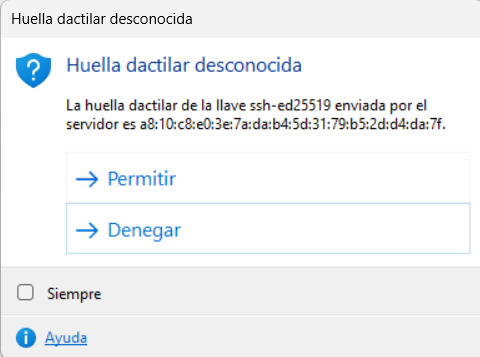 Huella dactilar desconocida
Huella dactilar desconocida
La huella dactilar de la llave ssh-ed25519 enviada por el
servidor es a8:10:c8:e0:3e:7a:da:b4:5d:31:79:b5:2d:d4:da:7f.
Permitir
Denegar
Siempre
Ayuda